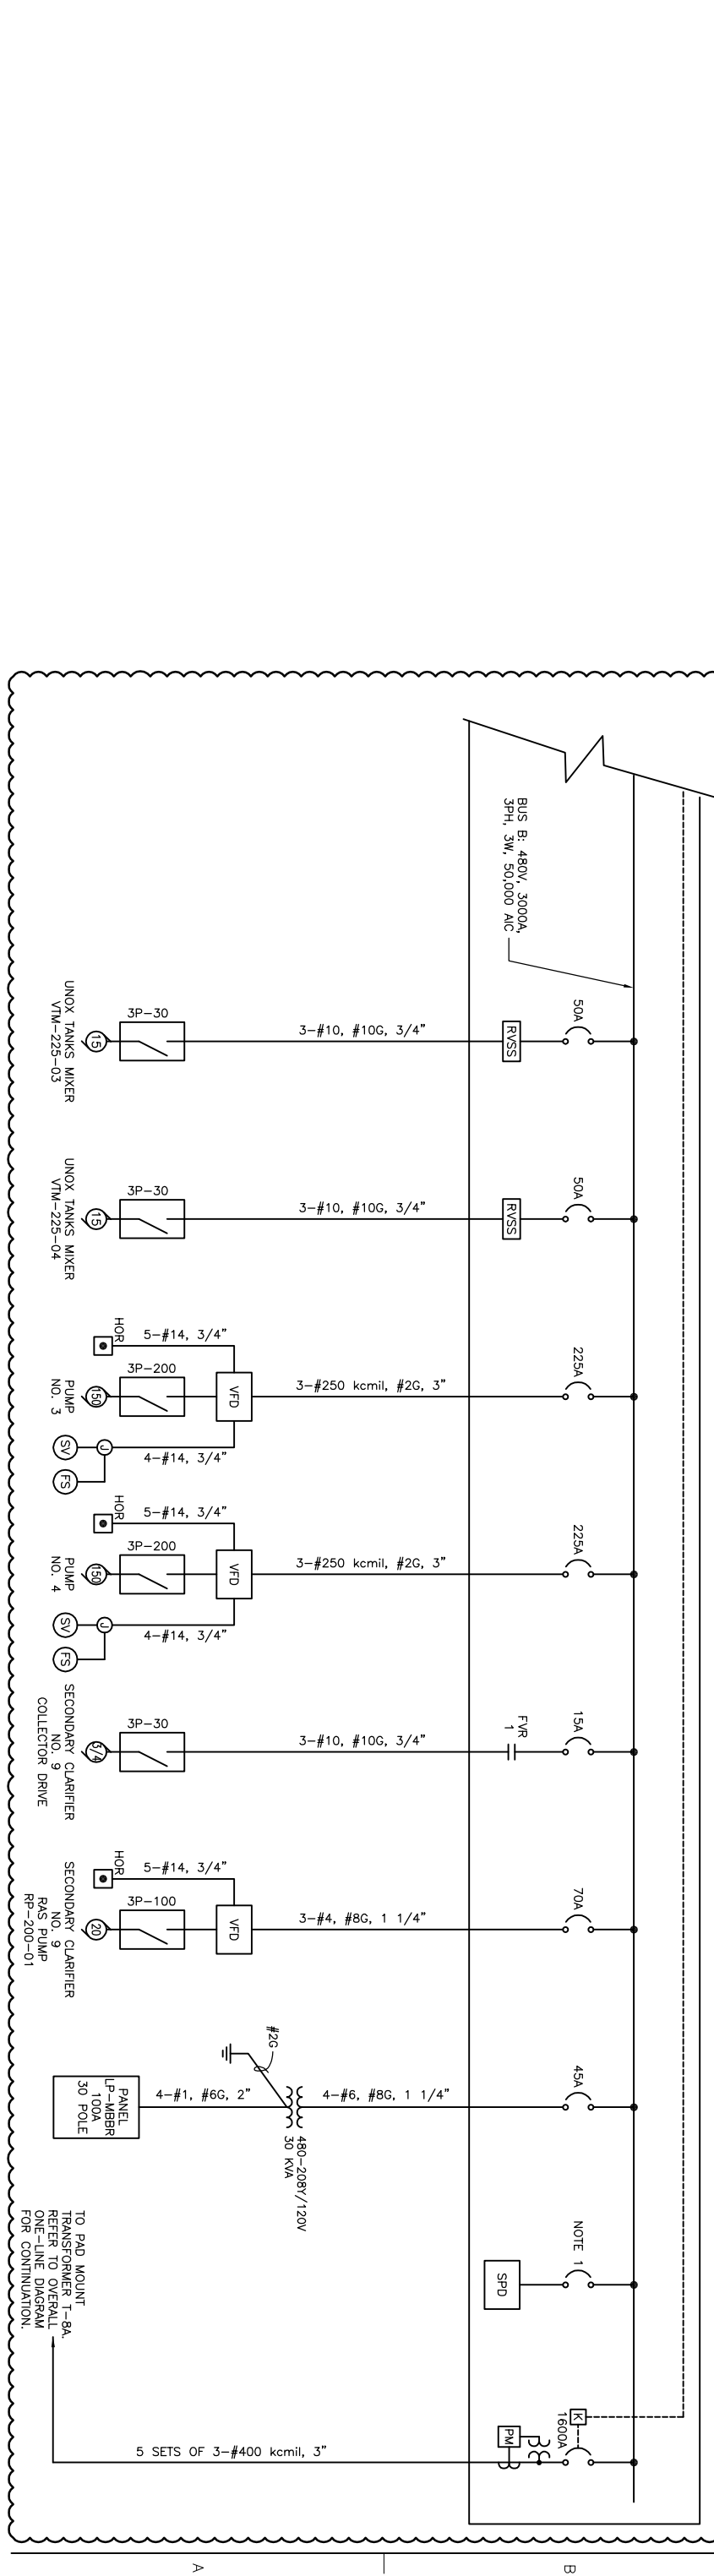 BUS B: 480V, 3000A,
3PH, 3W, 50,000 AIC
50A
RVSS
3-#10, #10G, 3/4"
3P-30
15
UNOX TANKS MIXER
VTM-225-03
50A
RVSS
3-#10, #10G, 3/4"
3P-30
15
UNOX TANKS MIXER
VTM-225-04
225A
3-#250 kcmil, #2G, 3"
VFD
5-#14, 3/4"
HOR
3P-200
150
PUMP
NO. 3
4-#14, 3/4"
J
SV
FS
225A
3-#250 kcmil, #2G, 3"
VFD
5-#14, 3/4"
HOR
3P-200
150
PUMP
NO. 4
4-#14, 3/4"
J
SV
FS
15A
FVR
1
3-#10, #10G, 3/4"
3P-30
3/4
SECONDARY CLARIFIER
NO. 9
COLLECTOR DRIVE
70A
3-#4, #8G, 1 1/4"
VFD
5-#14, 3/4"
HOR
3P-100
20
SECONDARY CLARIFIER
NO. 9
RAS PUMP
RP-200-01
45A
4-#6, #8G, 1 1/4"
480-208Y/120V
30 KVA
#2G
4-#1, #6G, 2"
PANEL
LP-MBBR
100A
30 POLE
NOTE 1
SPD
K
1600A
PM
5 SETS OF 3-#400 kcmil, 3"
TO PAD MOUNT
TRANSFORMER T-8A.
REFER TO OVERALL
ONE-LINE DIAGRAM
FOR CONTINUATION.
A
B